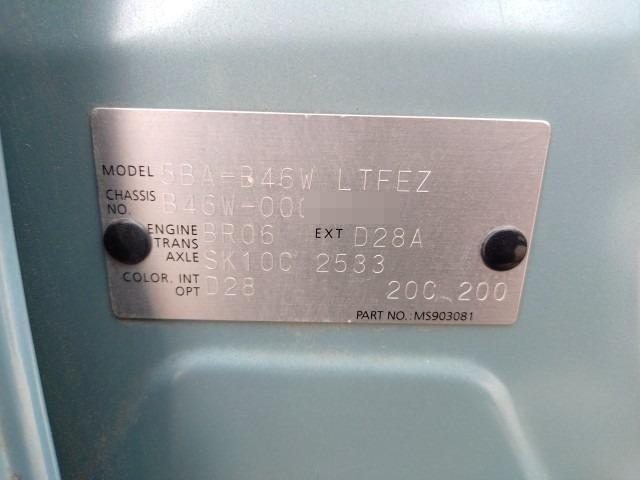 MODEL 5BA-B46W LTFEZ
CHASSIS NO. B46W-00
ENGINE BR06 EXT D28A
TRANS AXLE SK10C 2533
COLOR. INT D28
OPT 20C 200
PART NO.: MS903081